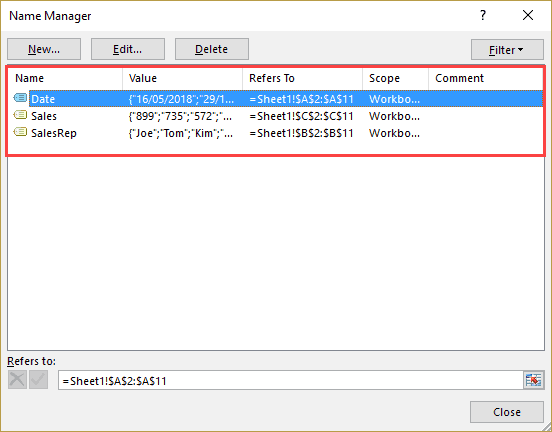 Name Manager ?
New... Edit... Delete Filter
Name Value Refers To Scope Comment
Date {"16/05/2018";"29/1... =Sheet1!$A$2:$A$11 Workbo...
Sales {"899";"735";"572";"... =Sheet1!$C$2:$C$11 Workbo...
SalesRep {"Joe";"Tom";"Kim";"... =Sheet1!$B$2:$B$11 Workbo...
Refers to:
=Sheet1!$A$2:$A$11
Close